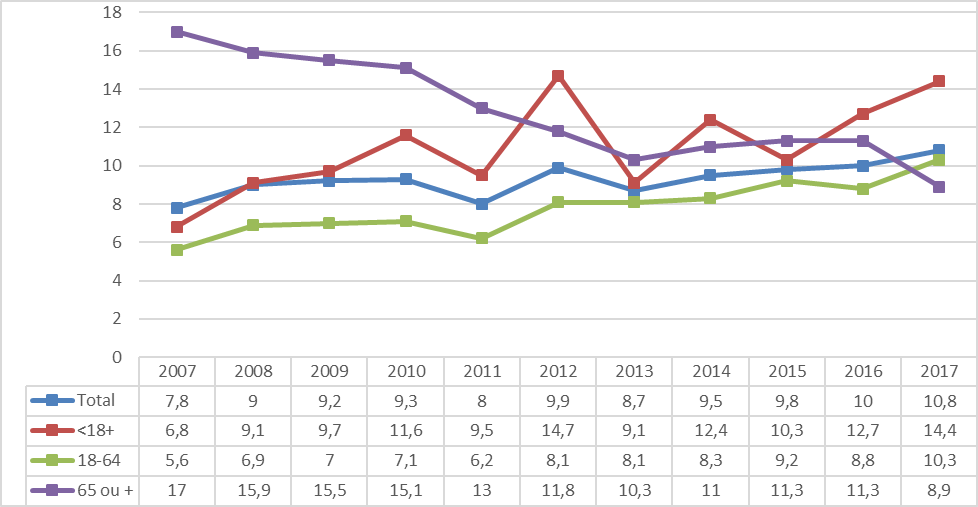 18
16
14
12
10
8
6
4
2
0
2007 2008 2009 2010 2011 2012 2013 2014 2015 2016 2017
Total 7,8 9 9,2 9,3 8 9,9 8,7 9,5 9,8 10 10,8
<18+ 6,8 9,1 9,7 11,6 9,5 14,7 9,1 12,4 10,3 12,7 14,4
18-64 5,6 6,9 7 7,1 6,2 8,1 8,1 8,3 9,2 8,8 10,3
65 ou + 17 15,9 15,5 15,1 13 11,8 10,3 11 11,3 11,3 8,9